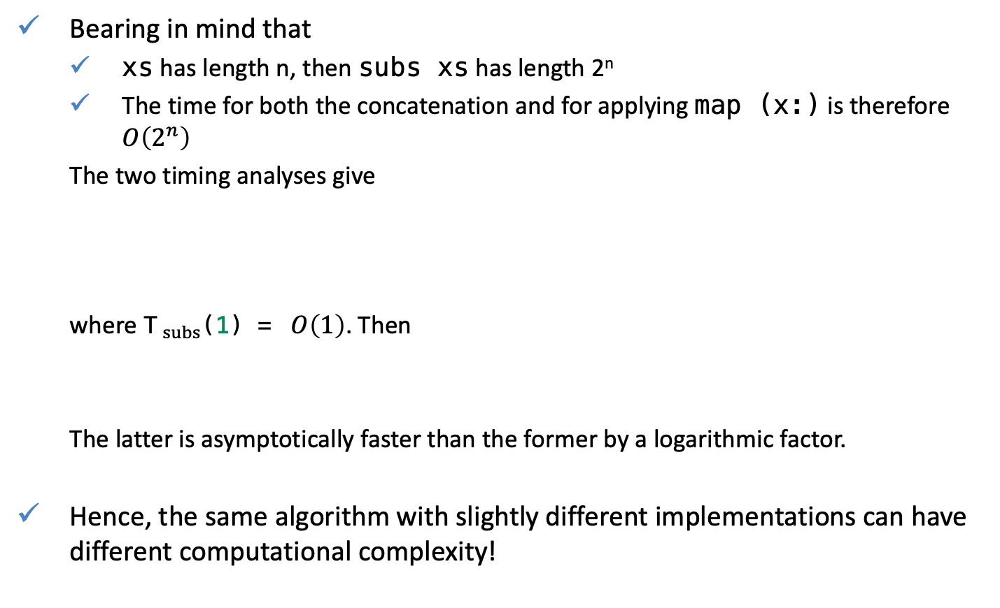 ✓ Bearing in mind that
✓ xs has length n, then subs xs has length 2ⁿ
✓ The time for both the concatenation and for applying map (x:) is therefore
O(2ⁿ)
The two timing analyses give
where T subs(1) = O(1). Then
The latter is asymptotically faster than the former by a logarithmic factor.
✓ Hence, the same algorithm with slightly different implementations can have
different computational complexity!